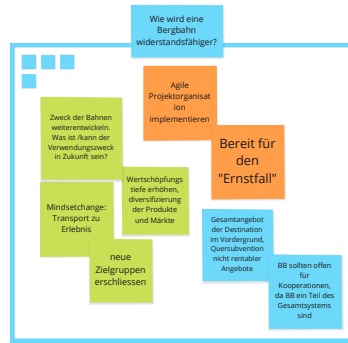 Wie wird eine
Bergbahn
widerstandsfähiger?
Agile
Projektorganisat
ion
implementieren
Bereit für
den
"Ernstfall"
Zweck der Bahnen
weiterentwickeln.
Was ist /kann der
Verwendungszweck
in Zukunft sein?
Wertschöpfungs
tiefe erhöhen,
diversifizierung
der Produkte
und Märkte
Mindsetchange:
Transport zu
Erlebnis
neue
Zielgruppen
erschliessen
Gesamtangebot
der Destination
im Vordergrund,
Quersubvention
nicht rentabler
Angebote
BB sollten offen
für
Kooperationen,
da BB ein Teil des
Gesamtsystems
sind